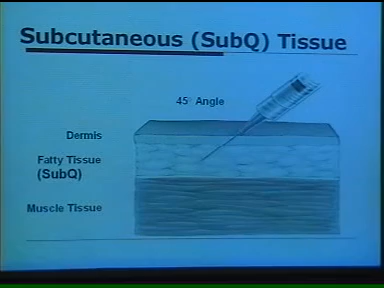 Subcutaneous (SubQ) Tissue
45° Angle
Dermis
Fatty Tissue
(SubQ)
Muscle Tissue